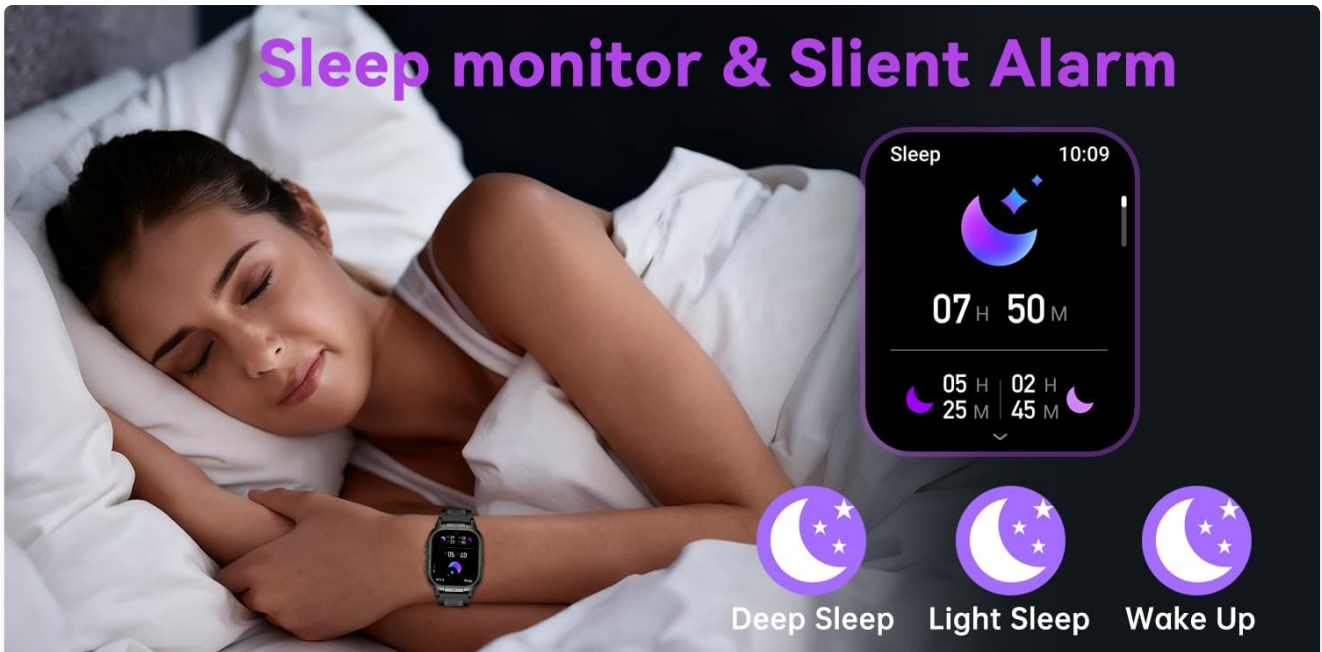 Sleep monitor & Slient Alarm
Sleep 10:09
07 H 50 M
05 H 02 H
25 M 45 M
Deep Sleep Light Sleep Wake Up